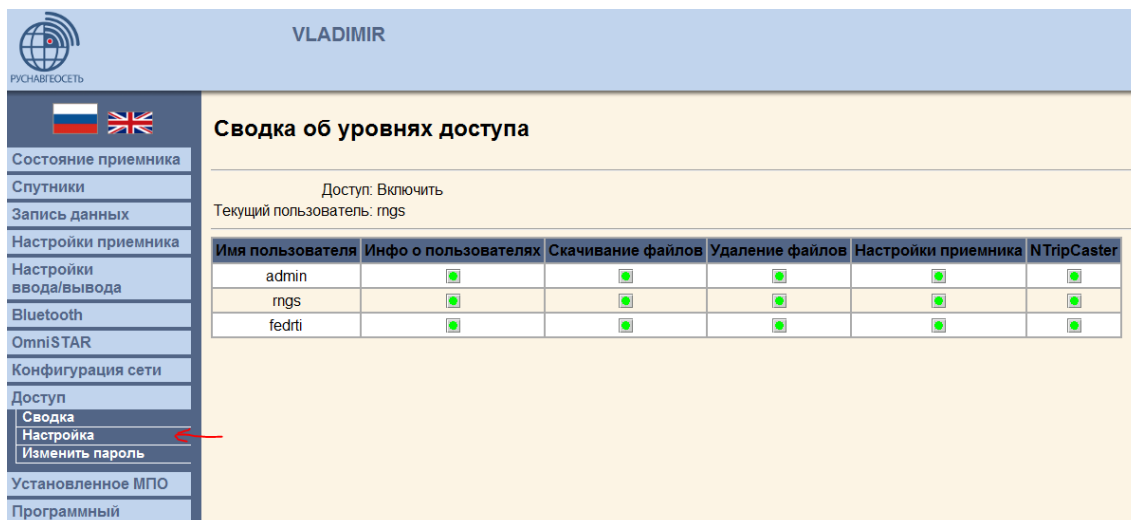 РУСНАВГЕОСЕТЬ
VLADIMIR
Состояние приемника
Спутники
Запись данных
Настройки приемника
Настройки
ввода/вывода
Bluetooth
OmniSTAR
Конфигурация сети
Доступ
Сводка
Настройка
Изменить пароль
Установленное МПО
Программный
Сводка об уровнях доступа
Доступ: Включить
Текущий пользователь: rngs
Имя пользователя Инфо о пользователях Скачивание файлов Удаление файлов Настройки приемника NTripCaster
admin
rngs
fedrti